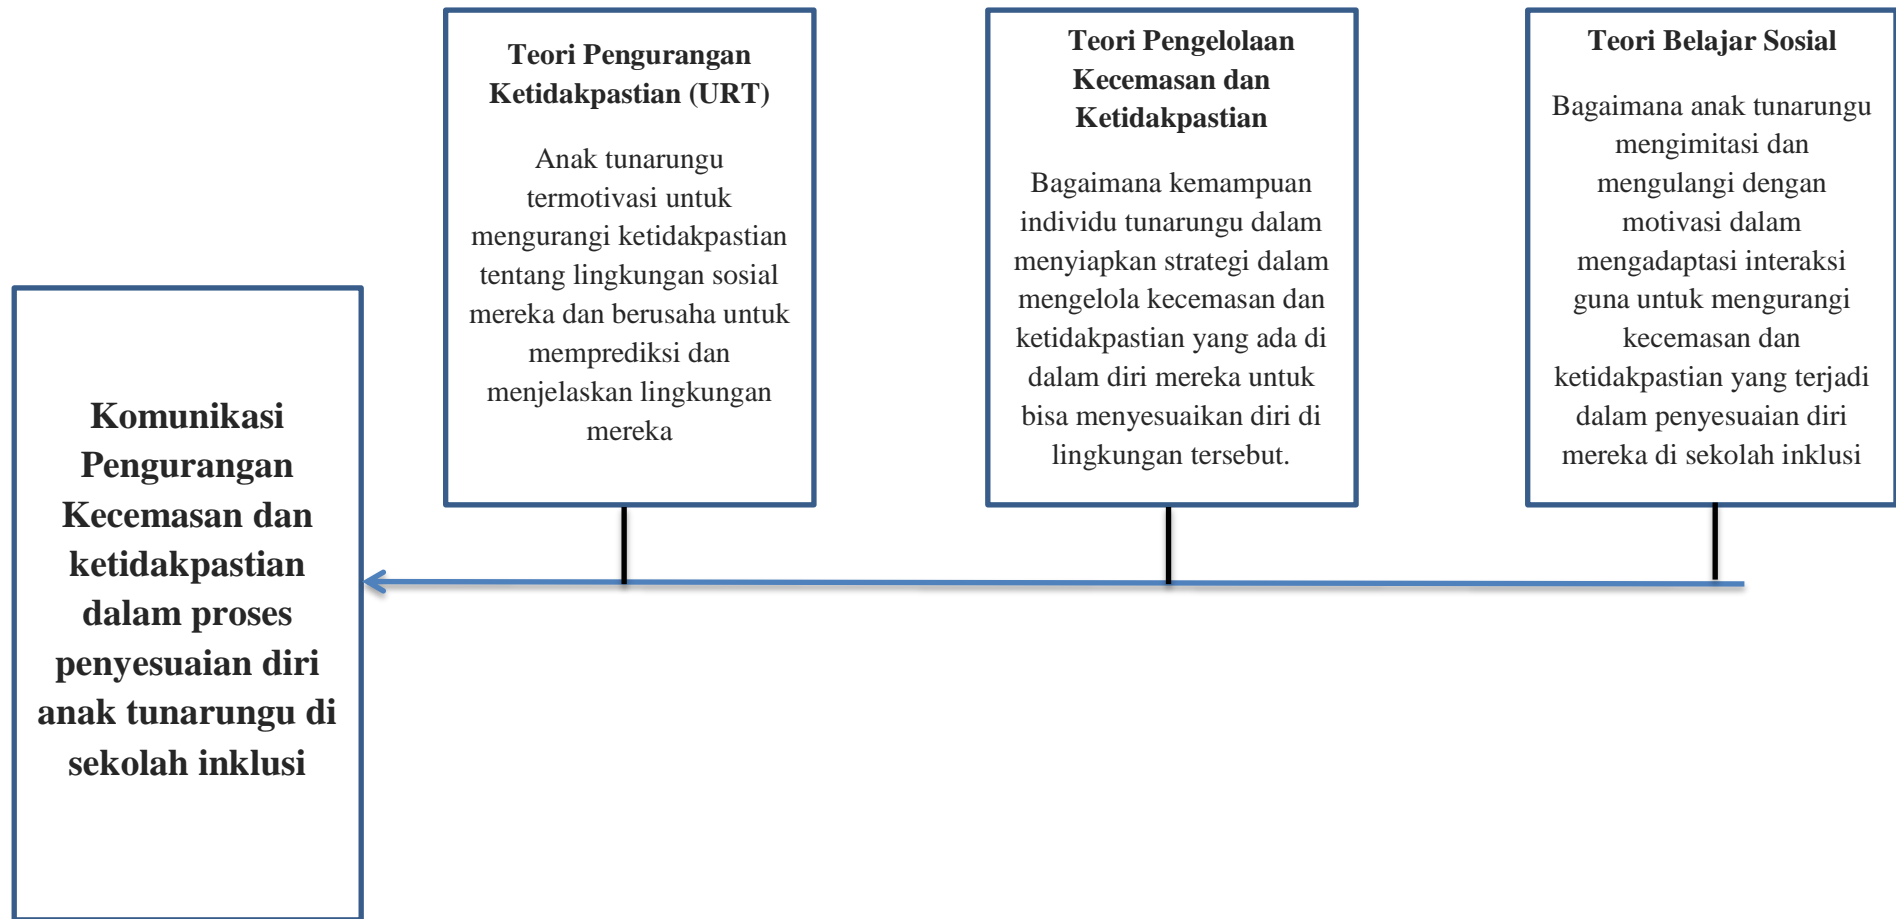 Teori Pengurangan
Ketidakpastian (URT)
Anak tunarungu
termotivasi untuk
mengurangi ketidakpastian
tentang lingkungan sosial
mereka dan berusaha untuk
memprediksi dan
menjelaskan lingkungan
mereka
Teori Pengelolaan
Kecemasan dan
Ketidakpastian
Bagaimana kemampuan
individu tunarungu dalam
menyiapkan strategi dalam
mengelola kecemasan dan
ketidakpastian yang ada di
dalam diri mereka untuk
bisa menyesuaikan diri di
lingkungan tersebut.
Teori Belajar Sosial
Bagaimana anak tunarungu
mengimitasi dan
mengulangi dengan
motivasi dalam
mengadaptasi interaksi
guna untuk mengurangi
kecemasan dan
ketidakpastian yang terjadi
dalam penyesuaian diri
mereka di sekolah inklusi
Komunikasi
Pengurangan
Kecemasan dan
ketidakpastian
dalam proses
penyesuaian diri
anak tunarungu di
sekolah inklusi